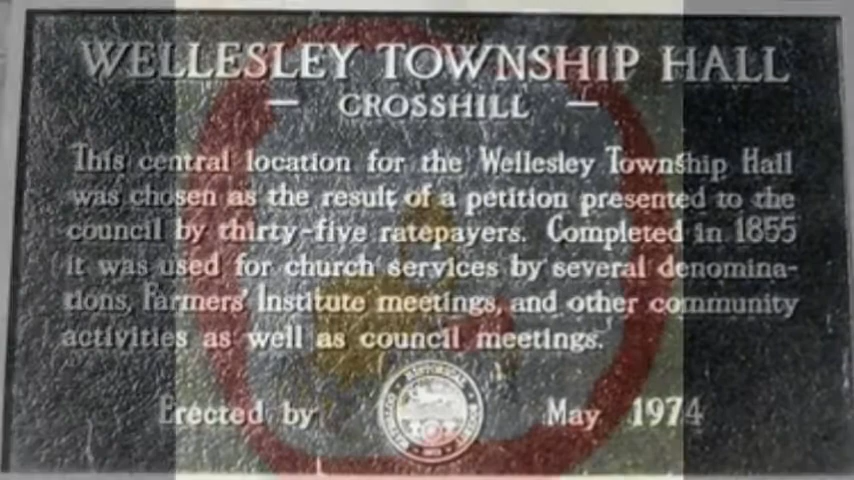 WELLESLEY TOWNSHIP HALL
CROSSHILL
This central location for the Wellesley Township Hall
was chosen as the result of a petition presented to the
council by thirty-five ratepayers. Completed in 1855
it was used for church services by several denomina-
tions, Farmers' Institute meetings, and other community
activities as well as council meetings.
Erected by May 1974
HISTORICAL